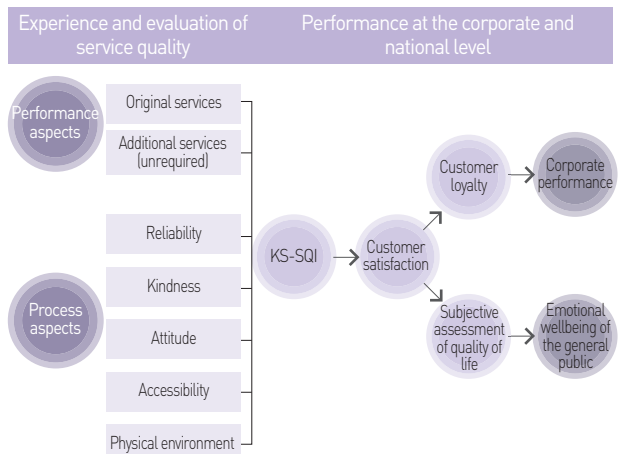 Experience and evaluation of
service quality
Performance at the corporate and
national level
Performance
aspects
Original services
Additional services
(unrequired)
Reliability
Kindness
Process
aspects
Attitude
Accessibility
Physical environment
KS-SQI
Customer
satisfaction
Customer
loyalty
Corporate
performance
Subjective
assessment
of quality of
life
Emotional
wellbeing of
the general
public